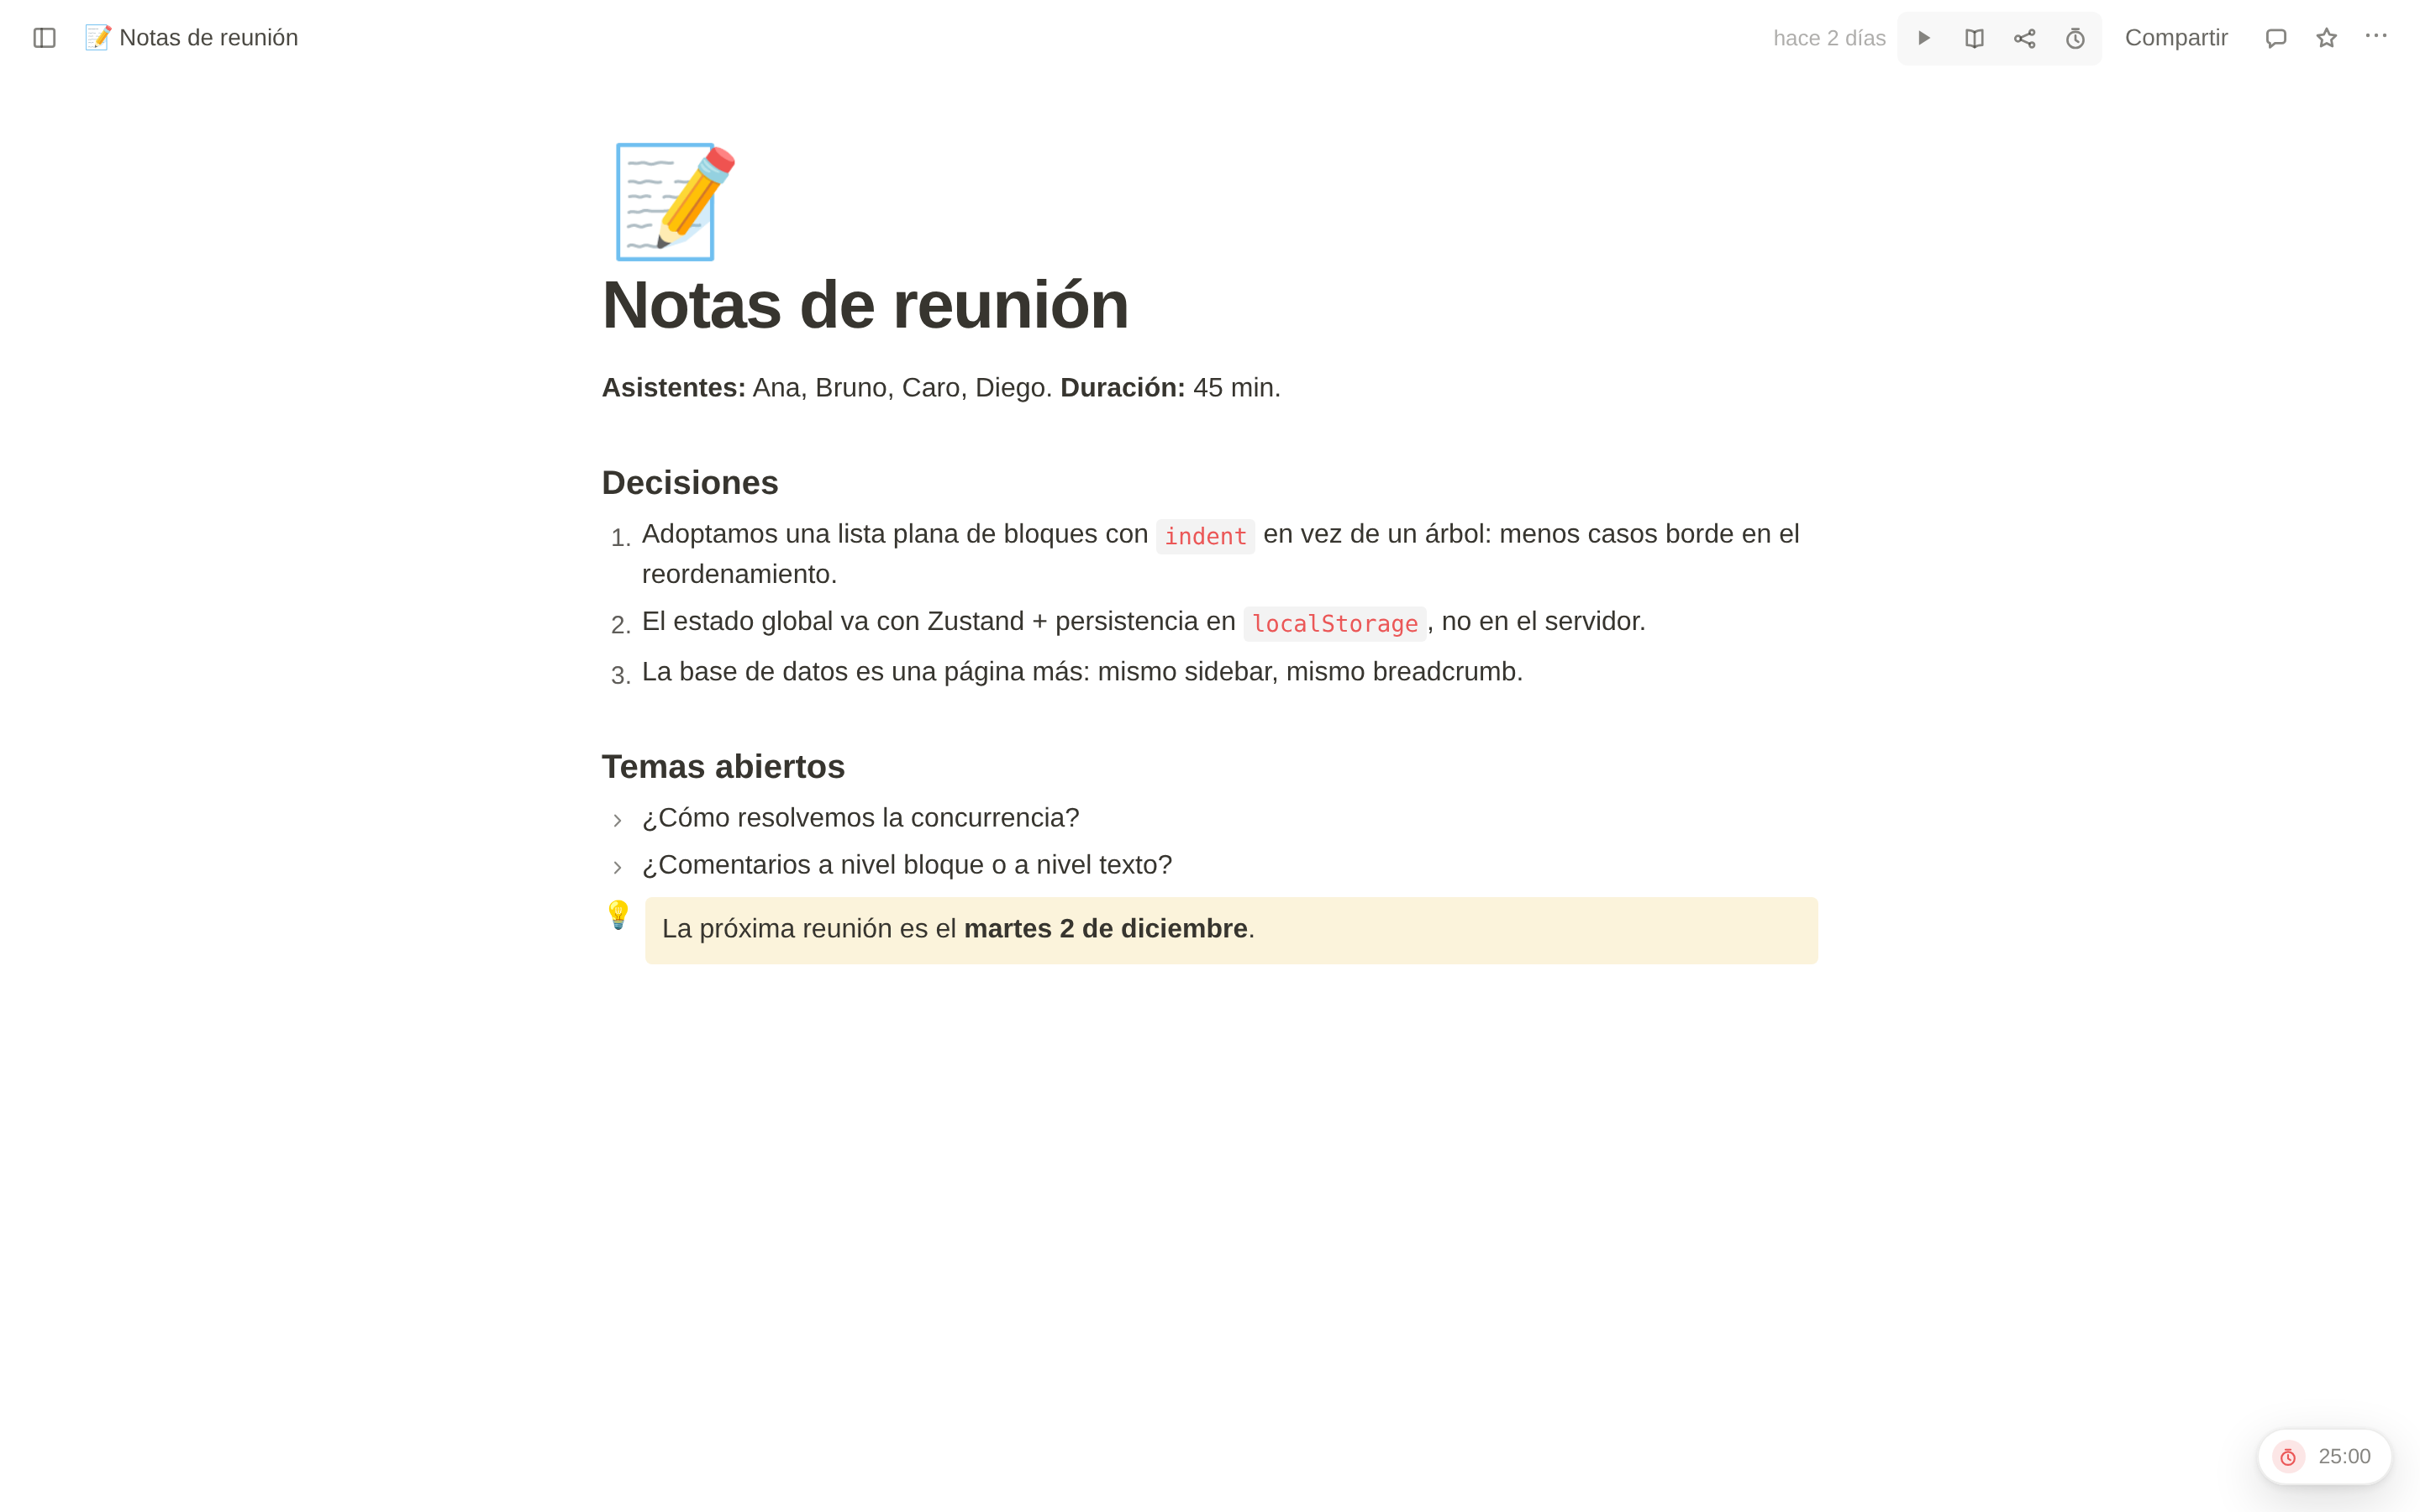 📝 Notas de reunión
hace 2 días
Compartir
Notas de reunión
Asistentes: Ana, Bruno, Caro, Diego. Duración: 45 min.
Decisiones
1. Adoptamos una lista plana de bloques con indent en vez de un árbol: menos casos borde en el
reordenamiento.
2. El estado global va con Zustand + persistencia en localStorage, no en el servidor.
3. La base de datos es una página más: mismo sidebar, mismo breadcrumb.
Temas abiertos
¿Cómo resolvemos la concurrencia?
¿Comentarios a nivel bloque o a nivel texto?
💡 La próxima reunión es el martes 2 de diciembre.
25:00